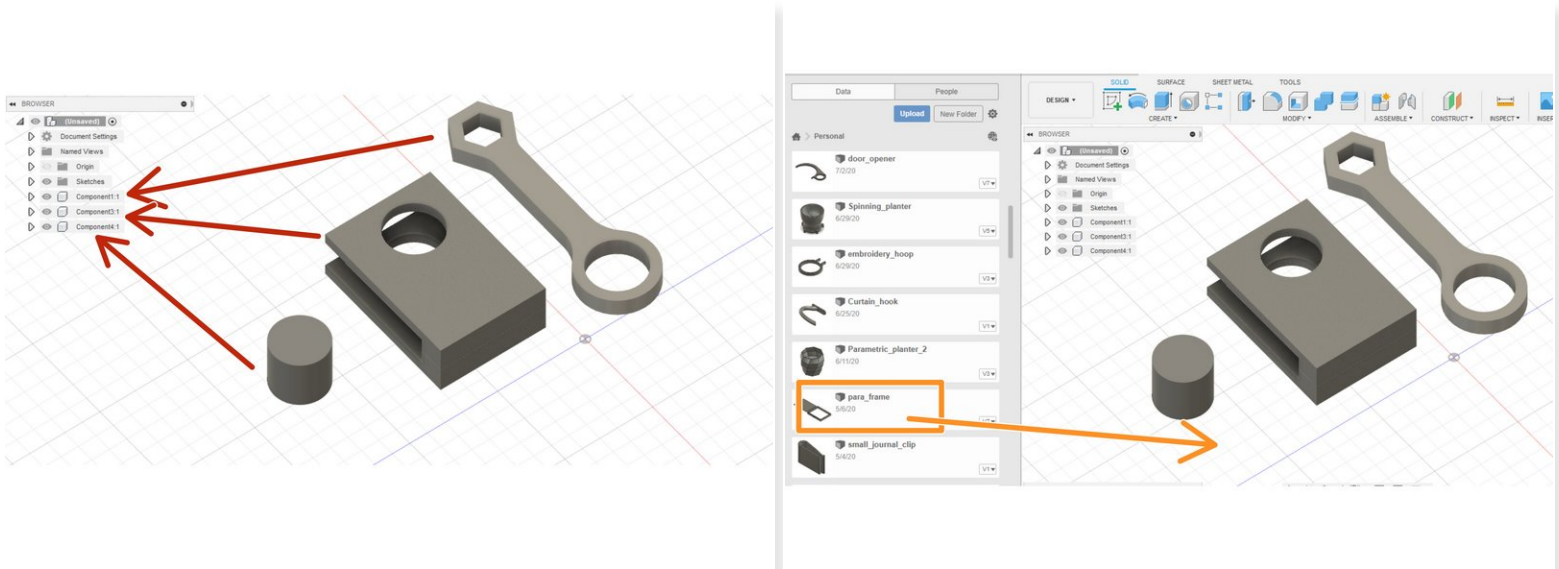 BROWSER
(Unsaved)
Document Settings
Named Views
Origin
Sketches
Component1:1
Component3:1
Component4:1
Data People
Upload New Folder
Personal
door_opener
7/2/20
V7
Spinning_planter
6/29/20
V5
embroidery_hoop
6/29/20
V2
Curtain_hook
6/25/20
V1
Parametric_planter_2
6/11/20
V3
para_frame
5/6/20
small_journal_clip
5/4/20
V1
SOLID SURFACE SHEET METAL TOOLS
DESIGN
CREATE MODIFY ASSEMBLE CONSTRUCT INSPECT
BROWSER
(Unsaved)
Document Settings
Named Views
Origin
Sketches
Component1:1
Component3:1
Component4:1